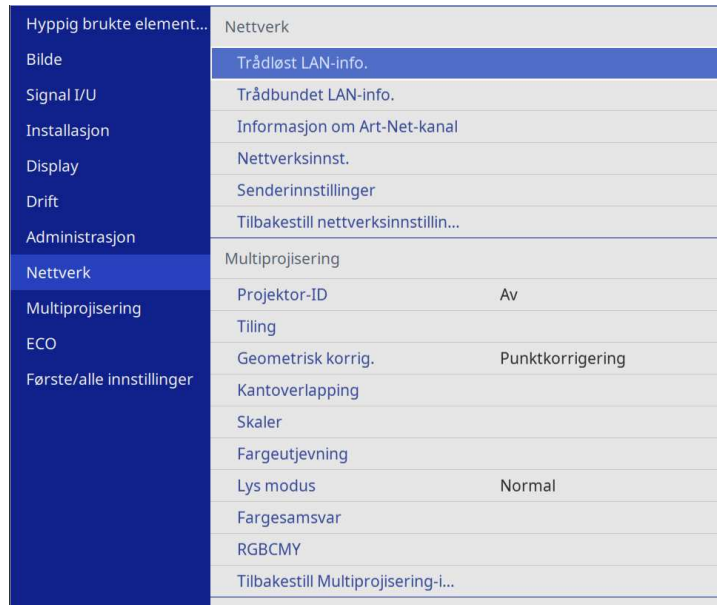 Hyppig brukte element...
Bilde
Signal I/U
Installasjon
Display
Drift
Administrasjon
Nettverk
Multiprojisering
ECO
Første/alle innstillinger
Nettverk
Trådløst LAN-info.
Trådbundet LAN-info.
Informasjon om Art-Net-kanal
Nettverksinnst.
Senderinnstillinger
Tilbakestill nettverksinnstillin...
Multiprojisering
Projektor-ID Av
Tiling
Geometrisk korrig. Punktkorrigering
Kantoverlapping
Skaler
Fargeutjevning
Lys modus Normal
Fargesamsvar
RGBCMY
Tilbakestill Multiprojisering-i...